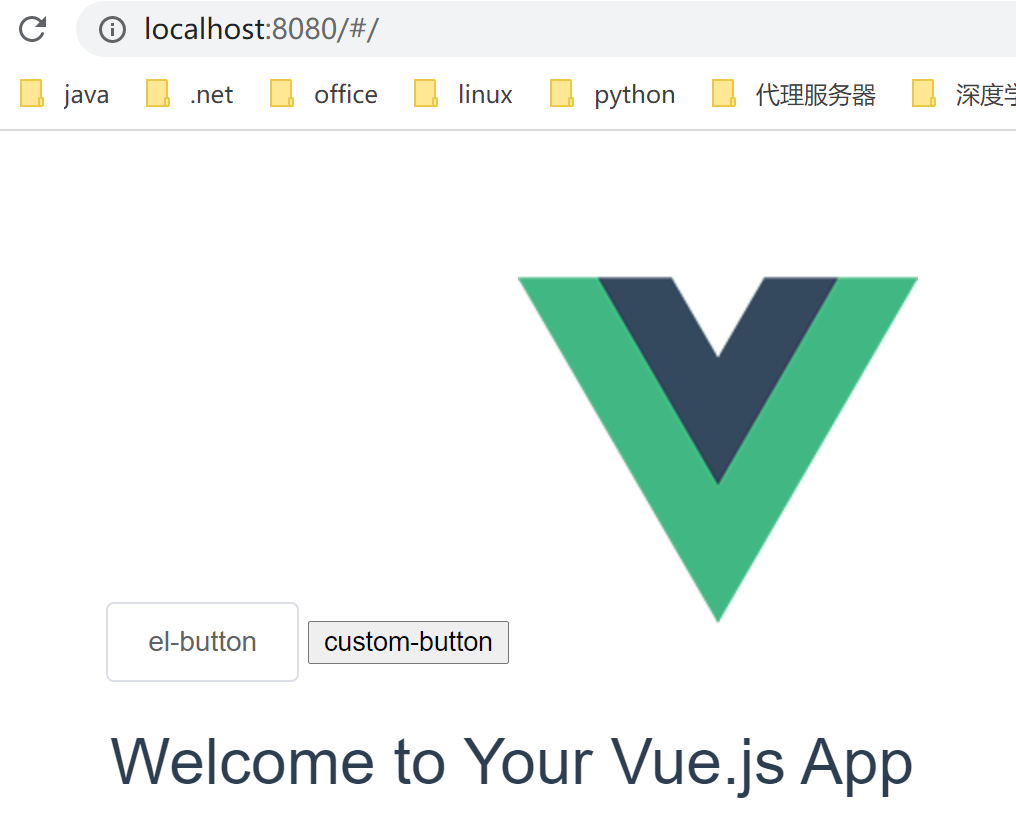 localhost:8080/#/
java .net office linux python 代理服务器 深度学
el-button custom-button
Welcome to Your Vue.js App